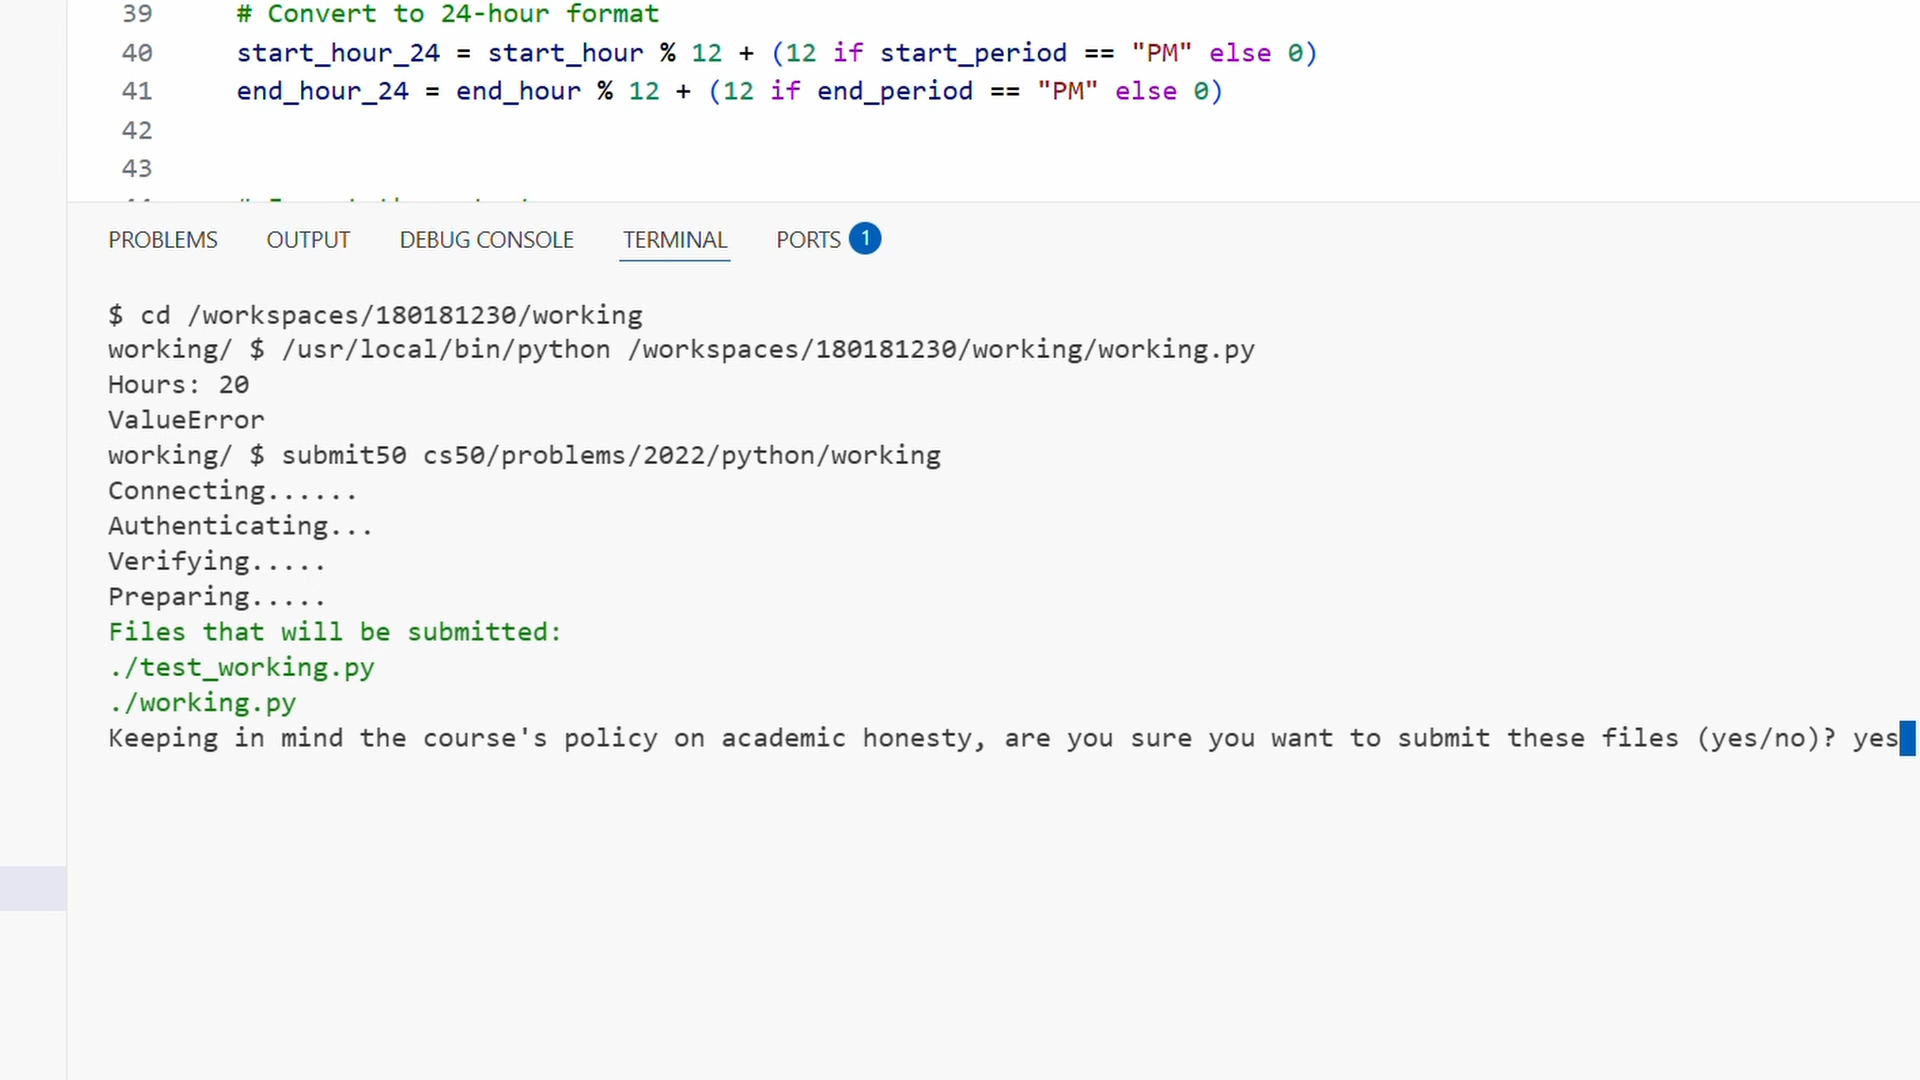 39 # Convert to 24-hour format
40 start_hour_24 = start_hour % 12 + (12 if start_period == "PM" else 0)
41 end_hour_24 = end_hour % 12 + (12 if end_period == "PM" else 0)
42
43
PROBLEMS OUTPUT DEBUG CONSOLE TERMINAL PORTS 1
$ cd /workspaces/180181230/working
working/ $ /usr/local/bin/python /workspaces/180181230/working/working.py
Hours: 20
ValueError
working/ $ submit50 cs50/problems/2022/python/working
Connecting......
Authenticating...
Verifying.....
Preparing.....
Files that will be submitted:
./test_working.py
./working.py
Keeping in mind the course's policy on academic honesty, are you sure you want to submit these files (yes/no)? yes